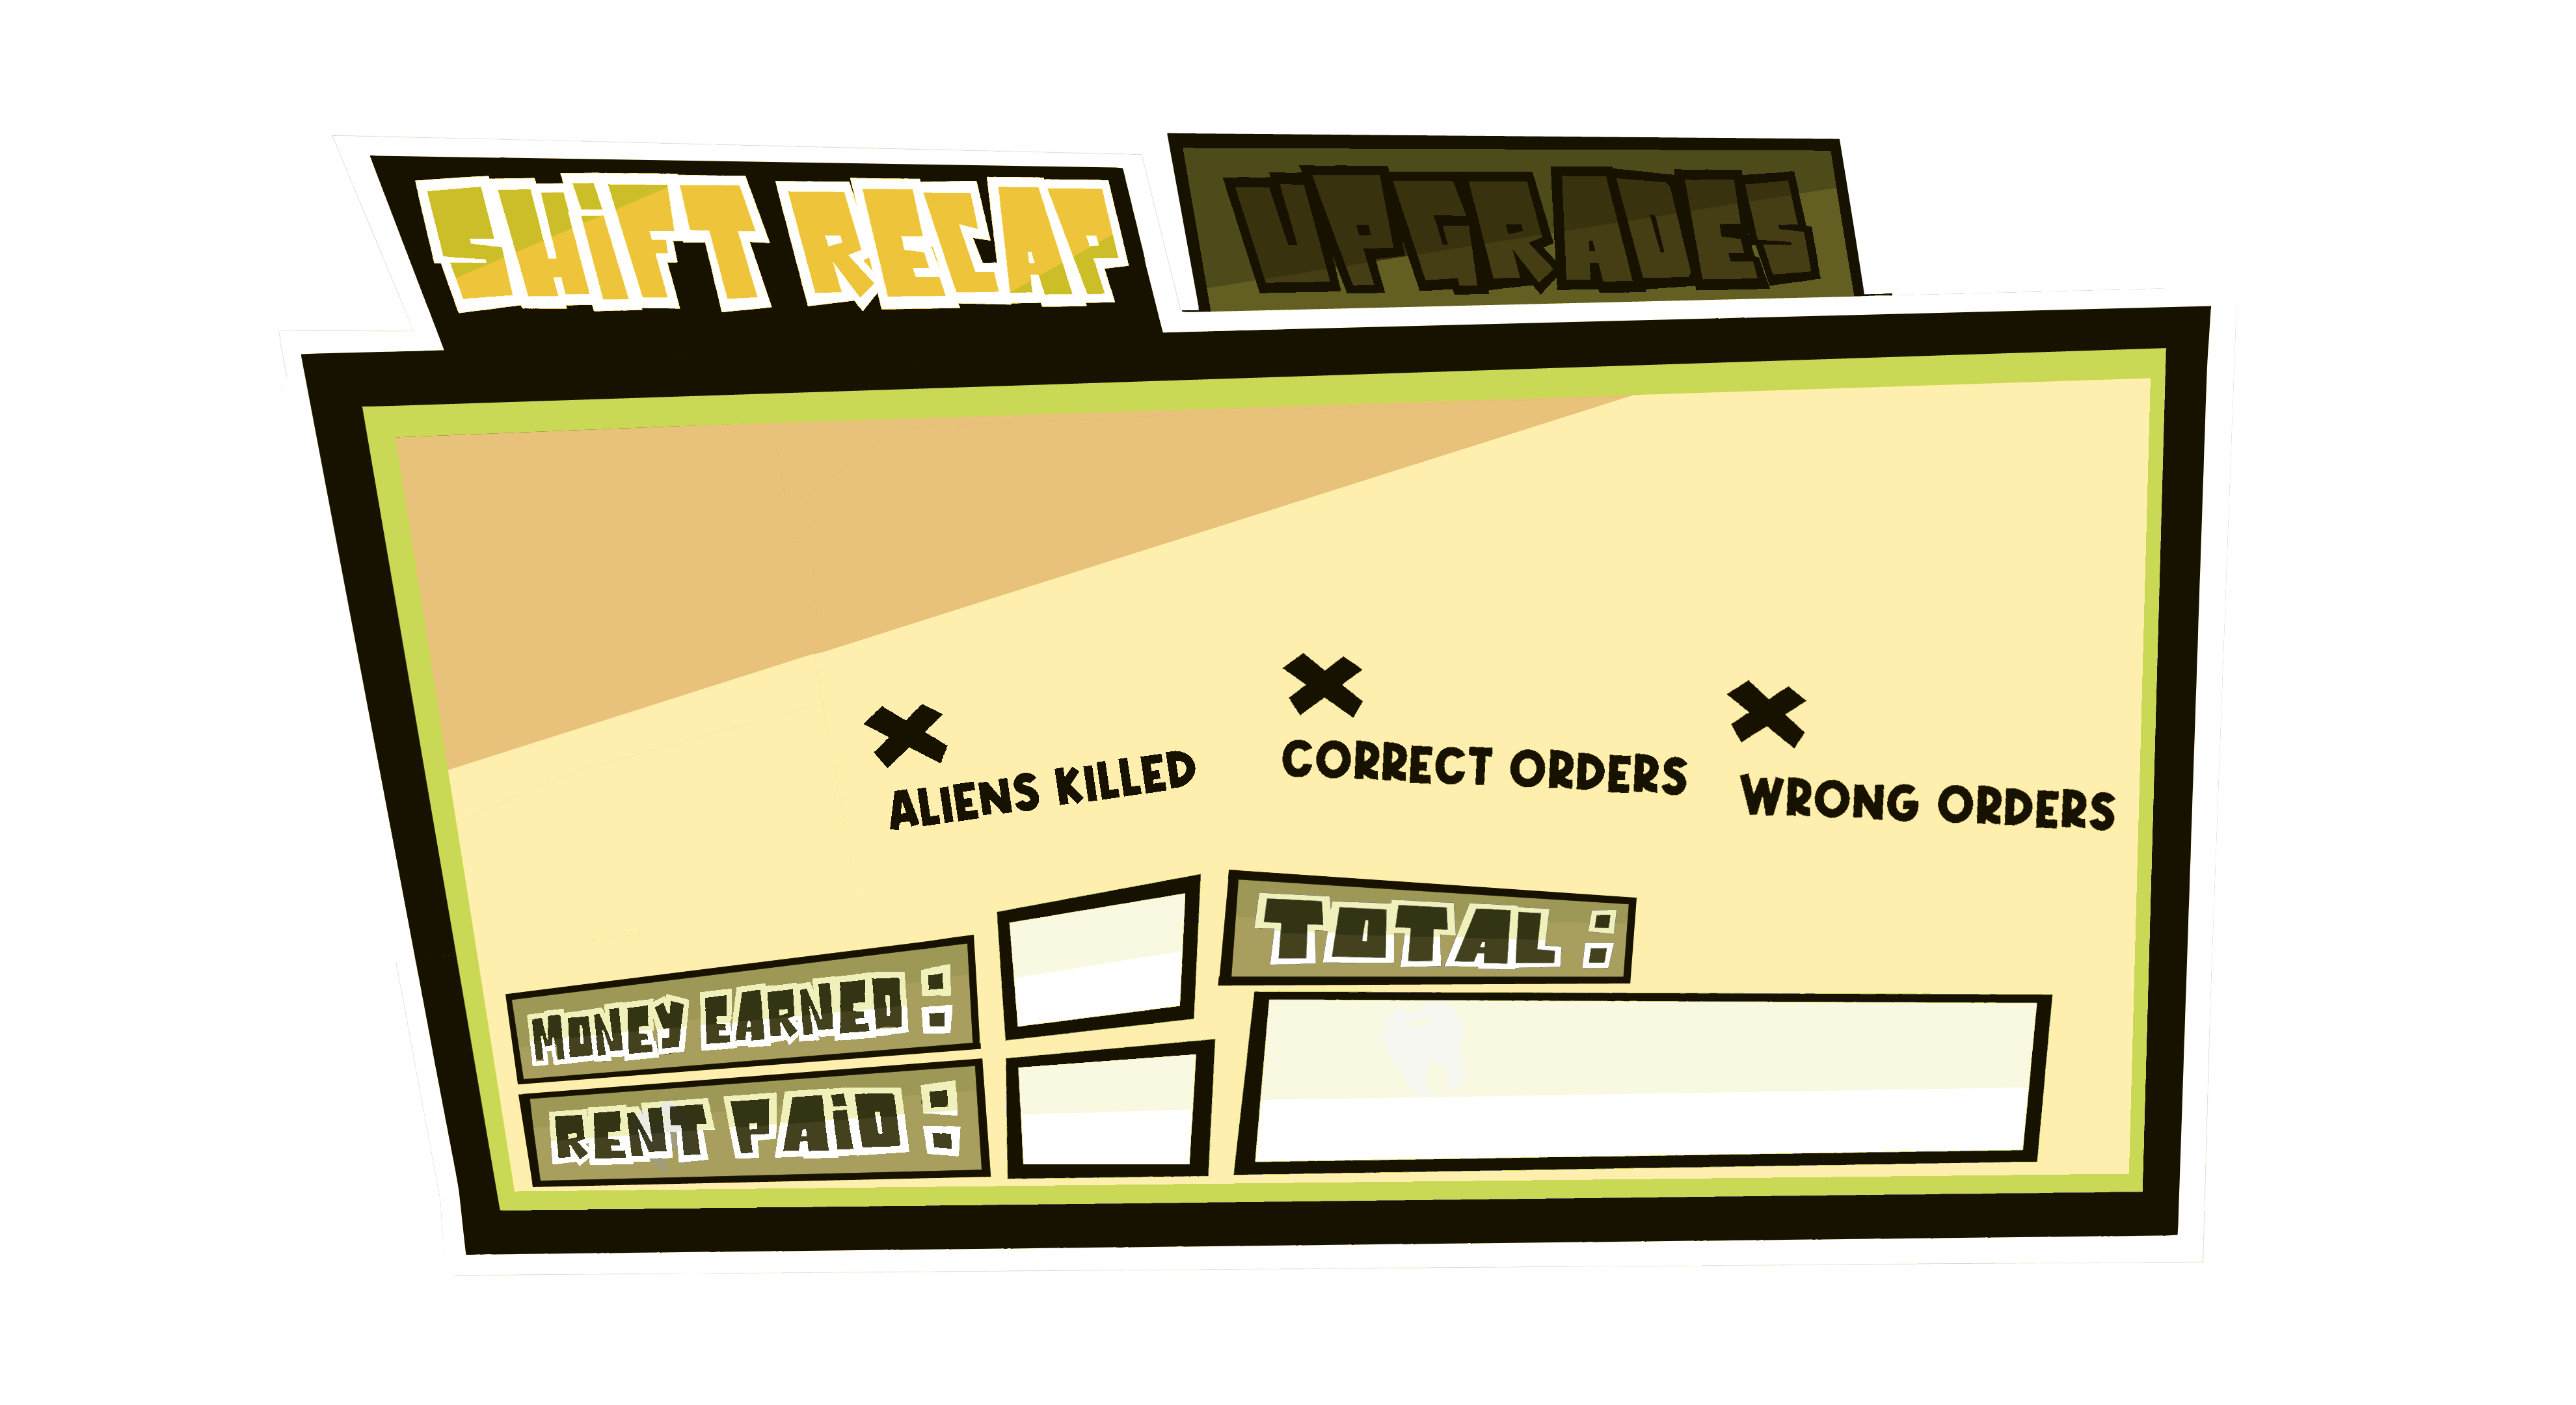 SHiFT RECAP
UPGRADES
ALIENS KILLED
CORRECT ORDERS
WRONG ORDERS
MONEY EARNED :
RENT PAiD :
TOTAL :